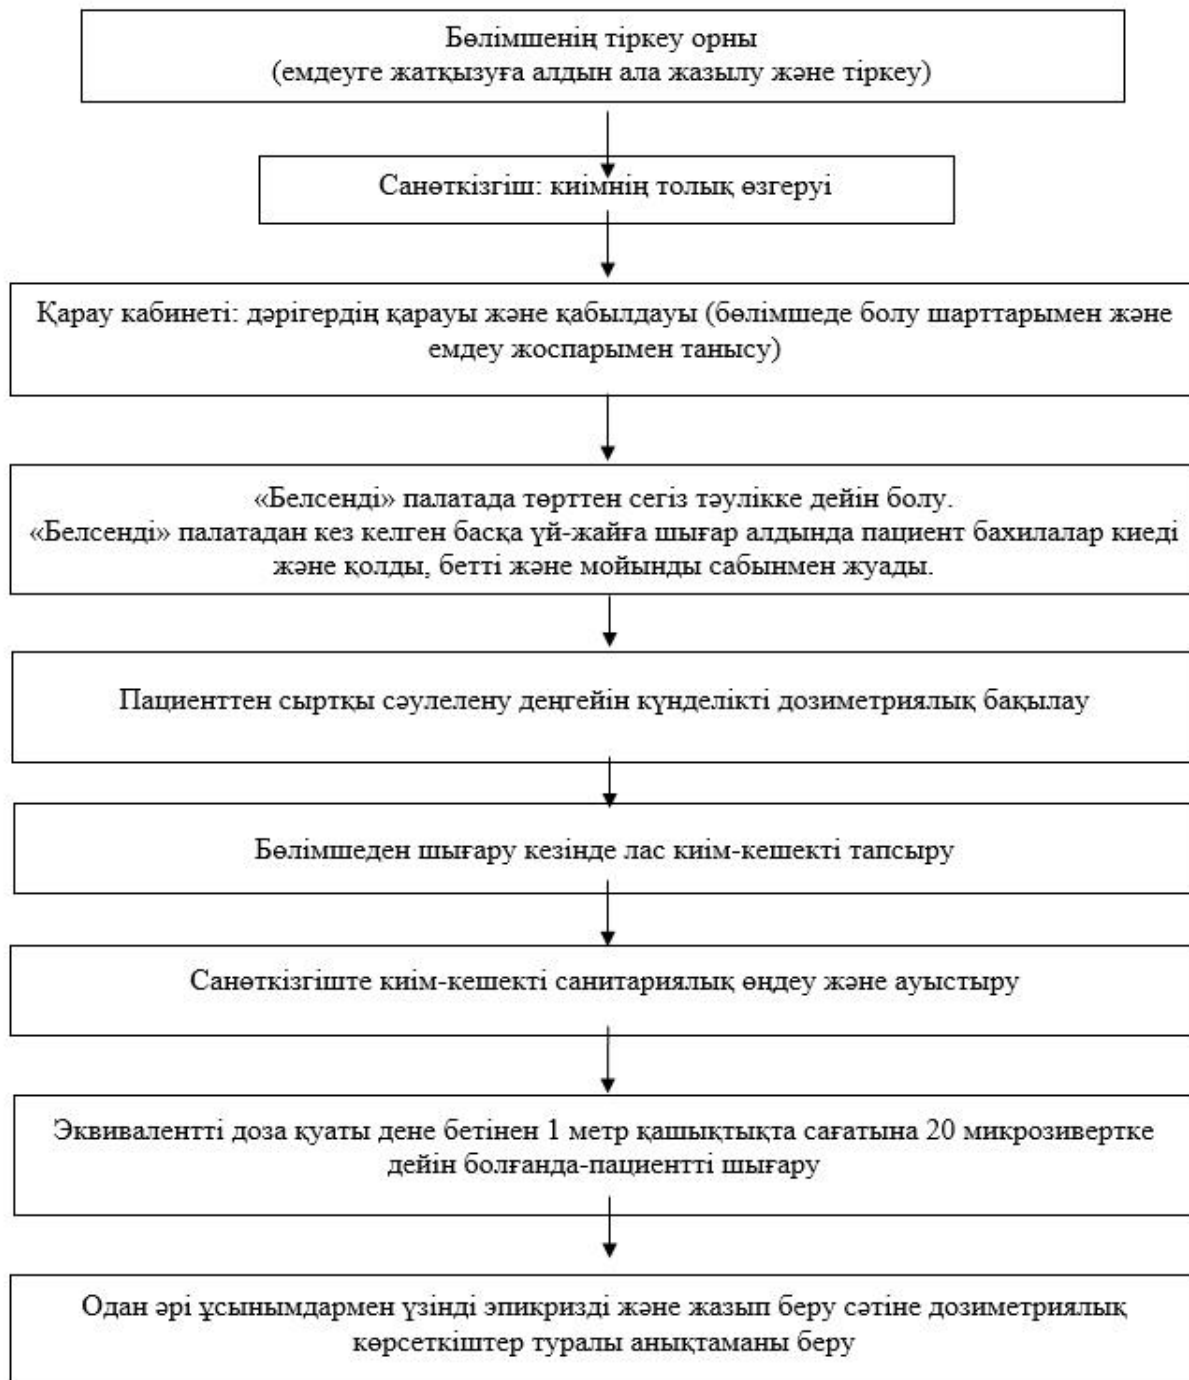 Бөлімшенің тіркеу орны
(емдеуге жатқызуға алдын ала жазылу және тіркеу)
Санөткізгіш: киімнің толық өзгеруі
Қарау кабинеті: дәрігердің қарауы және қабылдауы (бөлімшеде болу шарттарымен және
емдеу жоспарымен танысу)
«Белсенді» палатада төрттен сегіз тәулікке дейін болу.
«Белсенді» палатадан кез келген басқа үй-жайға шығар алдында пациент бахилалар киеді
және қолды, бетті және мойынды сабынмен жуады.
Пациенттен сыртқы сәулелену деңгейін күнделікті дозиметриялық бақылау
Бөлімшеден шығару кезінде лас киім-кешекті тапсыру
Санөткізгіште киім-кешекті санитариялық өңдеу және ауыстыру
Эквивалентті доза қуаты дене бетінен 1 метр қашықтықта сағатына 20 микрозивертке
дейін болғанда-пациентті шығару
Одан әрі ұсынымдармен үзінді эпикризді және жазып беру сәтіне дозиметриялық
көрсеткіштер туралы анықтаманы беру